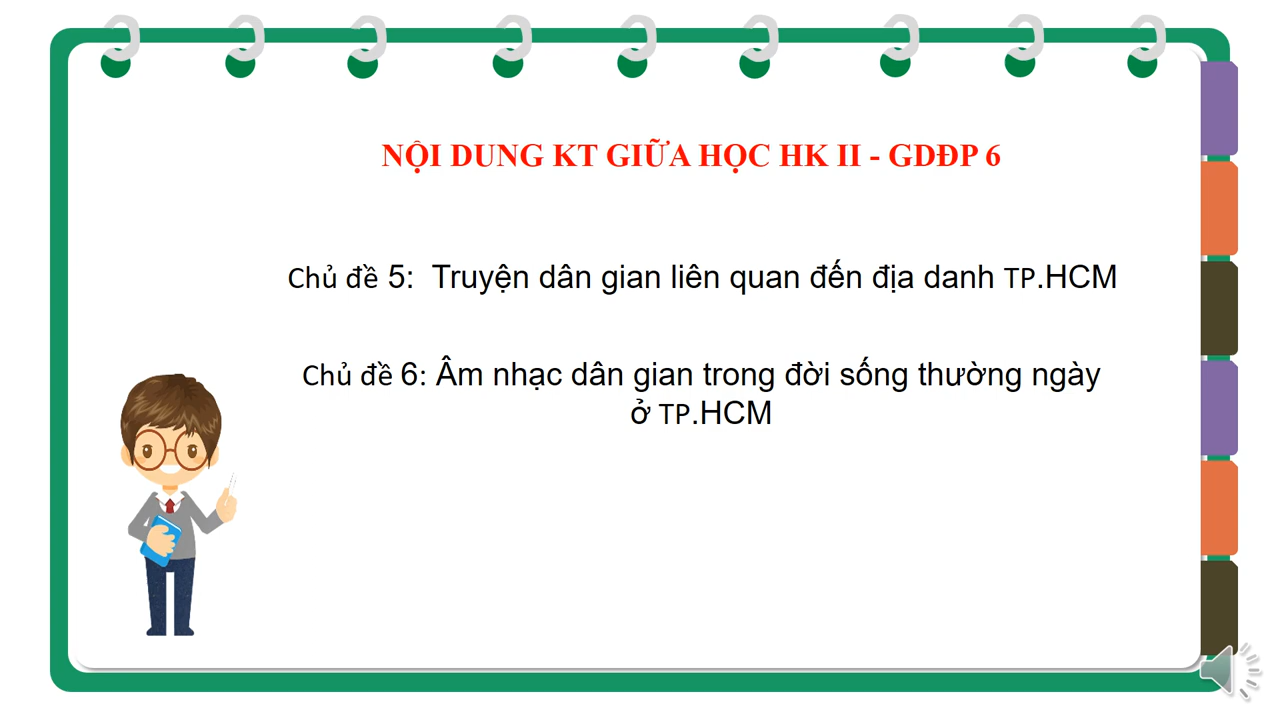 NỘI DUNG KT GIỮA HỌC HK II - GDĐP 6
Chủ đề 5: Truyện dân gian liên quan đến địa danh TP.HCM
Chủ đề 6: Âm nhạc dân gian trong đời sống thường ngày
ở TP.HCM